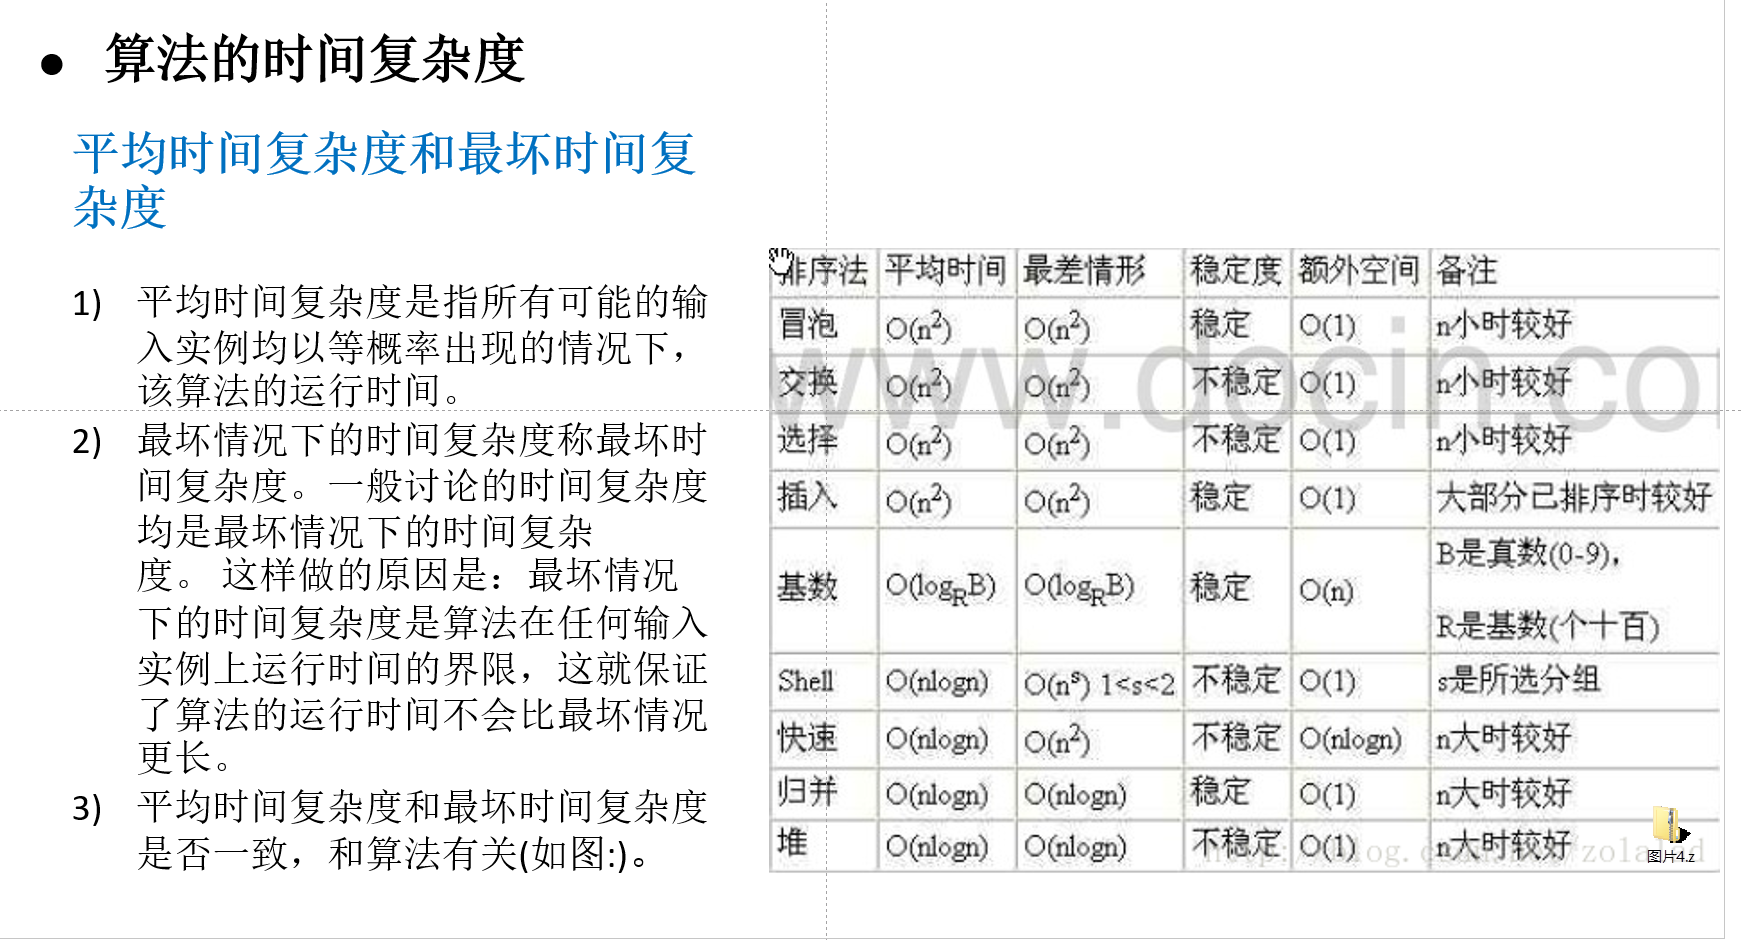 ● 算法的时间复杂度
平均时间复杂度和最坏时间复
杂度
1) 平均时间复杂度是指所有可能的输
入实例均以等概率出现的情况下，
该算法的运行时间。
2) 最坏情况下的时间复杂度称最坏时
间复杂度。一般讨论的时间复杂度
均是最坏情况下的时间复杂
度。 这样做的原因是：最坏情况
下的时间复杂度是算法在任何输入
实例上运行时间的界限，这就保证
了算法的运行时间不会比最坏情况
更长。
3) 平均时间复杂度和最坏时间复杂度
是否一致，和算法有关(如图:)。
排序法 平均时间 最差情形 稳定度 额外空间 备注
冒泡 O(n²) O(n²) 稳定 O(1) n小时较好
交换 O(n²) O(n²) 不稳定 O(1) n小时较好
选择 O(n²) O(n²) 不稳定 O(1) n小时较好
插入 O(n²) O(n²) 稳定 O(1) 大部分已排序时较好
基数 O(logRB) O(logRB) 稳定 O(n) B是真数(0-9)，
R是基数(个十百)
Shell O(nlogn) O(nˢ) 1<s<2 不稳定 O(1) s是所选分组
快速 O(nlogn) O(n²) 不稳定 O(nlogn) n大时较好
归并 O(nlogn) O(nlogn) 稳定 O(1) n大时较好
堆 O(nlogn) O(nlogn) 不稳定 O(1) n大时较好
www.docin.co
图片4.z